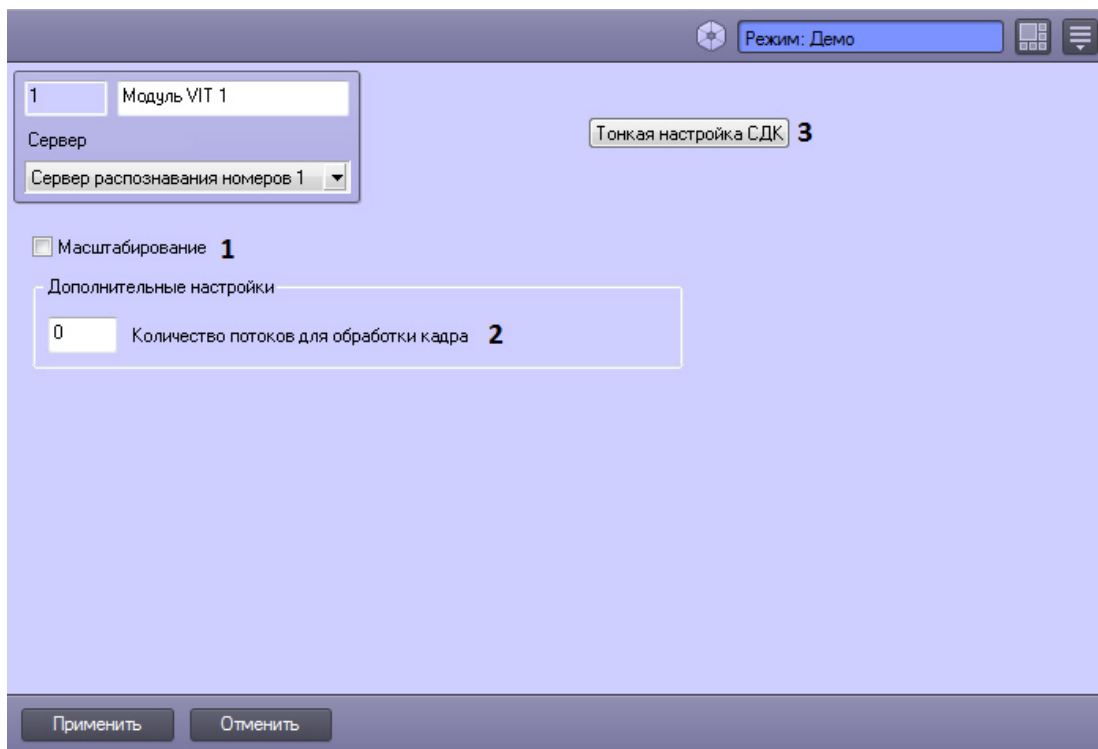 Режим: Демо
1 Модуль VIT 1
Сервер
Тонкая настройка СДК 3
Сервер распознавания номеров 1
Масштабирование 1
Дополнительные настройки
0 Количество потоков для обработки кадра 2
Применить Отменить